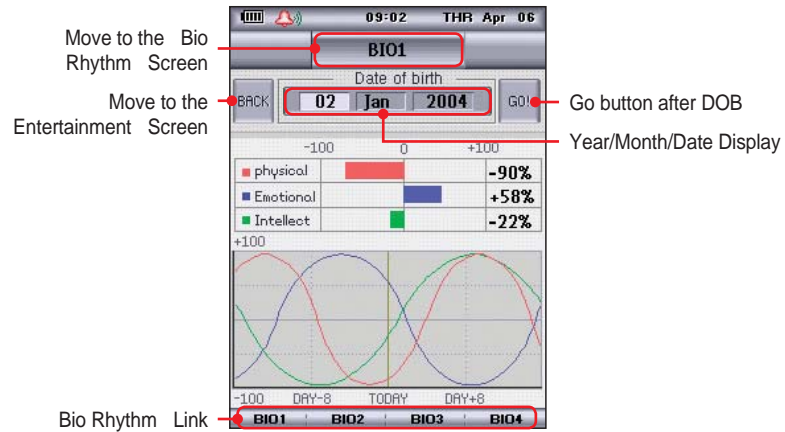 09:02 THR Apr 06
Move to the Bio
Rhythm Screen
BIO1
Date of birth
BACK 02 Jan 2004 GO!
Move to the
Entertainment Screen
Go button after DOB
Year/Month/Date Display
-100 0 +100
physical -90%
Emotional +58%
Intellect -22%
+100
-100 DAY-8 TODAY DAY+8
Bio Rhythm Link
BIO1 BIO2 BIO3 BIO4